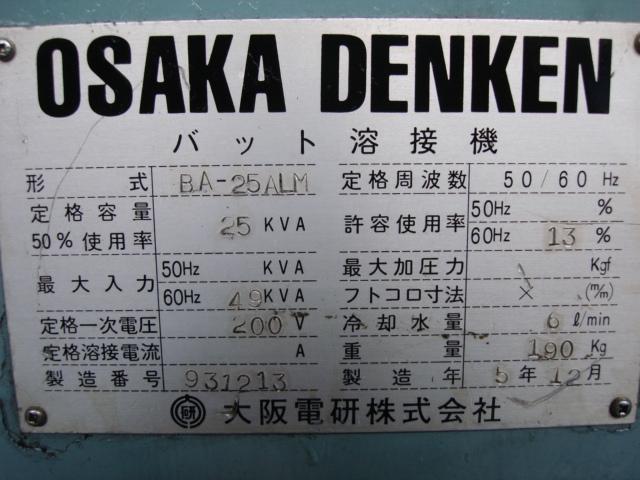 OSAKA DENKEN
バット溶接機
形式 BA-25ALM
定格容量 50%使用率 25 KVA
最大入力 50Hz KVA
60Hz 49 KVA
定格一次電圧 200 V
定格溶接電流 A
製造番号 931213
定格周波数 50/60 Hz
許容使用率 50Hz %
60Hz 13 %
最大加圧力 Kgf
フトコロ寸法 × (m/m)
冷却水量 6 ℓ/min
重量 190 Kg
製造年 5年12月
研 大阪電研株式会社